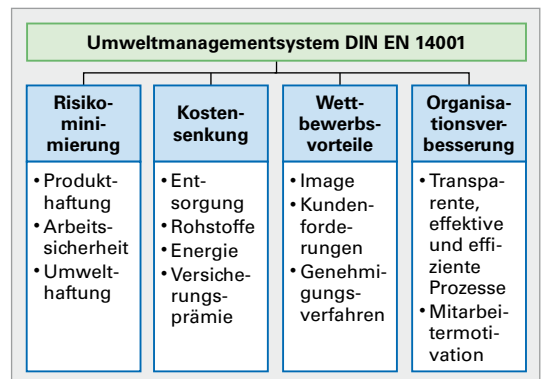 Umweltmanagementsystem DIN EN 14001
Risiko-
mini-
mierung
• Produkt-
haftung
• Arbeits-
sicherheit
• Umwelt-
haftung
Kosten-
senkung
• Ent-
sorgung
• Rohstoffe
• Energie
• Versiche-
rungs-
prämie
Wett-
bewerbs-
vorteile
• Image
• Kunden-
forde-
rungen
• Genehmi-
gungs-
verfahren
Organisa-
tionsver-
besserung
• Transpa-
rente,
effektive
und effi-
ziente
Prozesse
• Mitarbei-
termoti-
vation